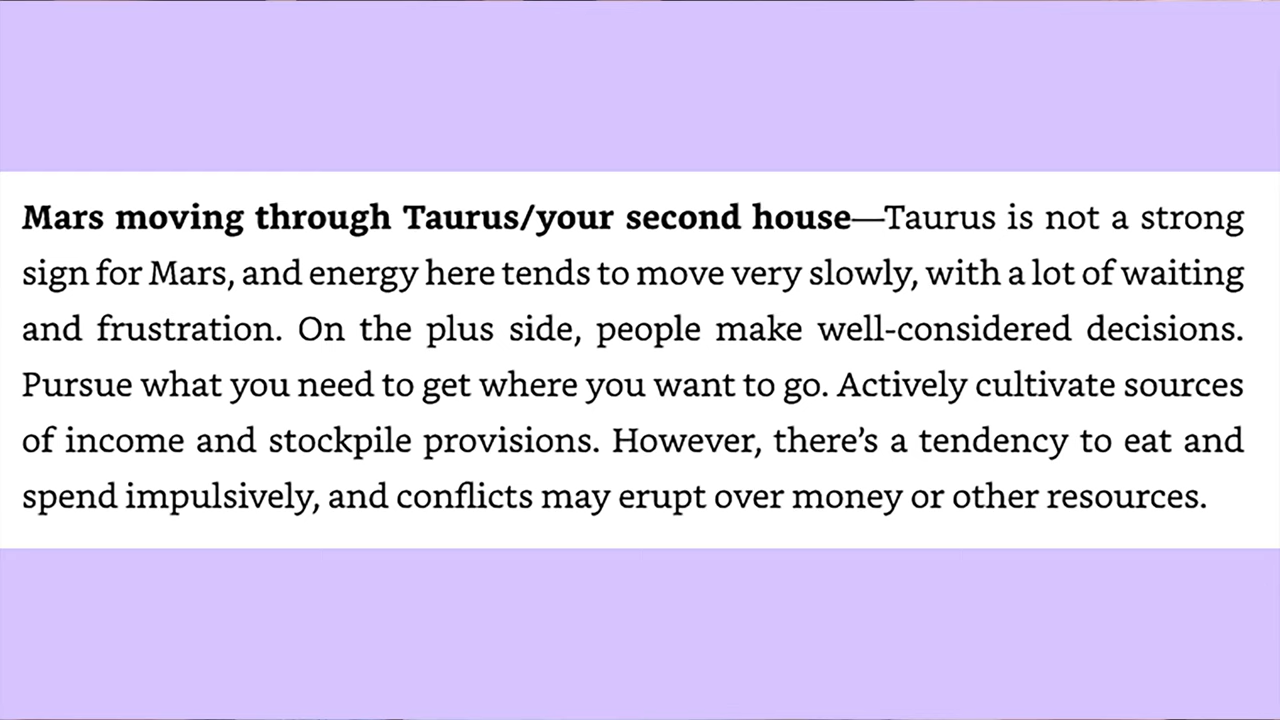 Mars moving through Taurus/your second house—Taurus is not a strong
sign for Mars, and energy here tends to move very slowly, with a lot of waiting
and frustration. On the plus side, people make well-considered decisions.
Pursue what you need to get where you want to go. Actively cultivate sources
of income and stockpile provisions. However, there’s a tendency to eat and
spend impulsively, and conflicts may erupt over money or other resources.